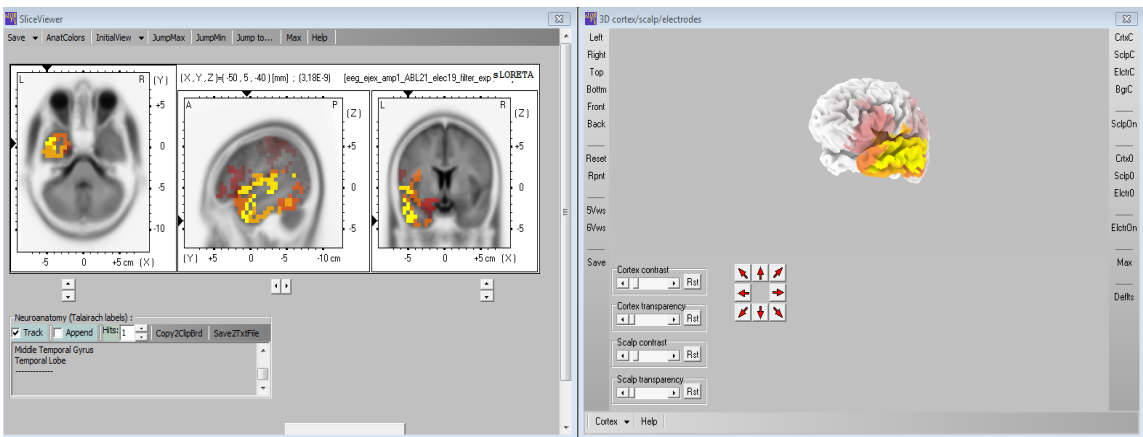 SliceViewer
Save AnatColors InitialView JumpMax JumpMin Jump to... Max Help
L R (Y) (X,Y,Z)=(-50,5,-40)[mm] ; (3,18E-9) [eeg_ejex_amp1_ABL21_elec19_filter_exp sLORETA
A P (Z)
L R (Z)
+5 +5 +5
0 0 0
-5 -5 -5
-10
-5 0 +5 cm (X) (Y) +5 0 -5 -10 cm -5 0 +5 cm (X)
Neuroanatomy (Talairach labels) :
Track Append Hits: 1 Copy2ClipBrd Save2TxtFile
Middle Temporal Gyrus
Temporal Lobe
-------------
3D cortex/scalp/electrodes
Left
Right
Top
Bottm
Front
Back
Reset
Rpnt
5Vws
6Vws
Save
CrtxC
SclpC
ElctrC
BgrC
SclpOn
Crtx0
Sclp0
Elctr0
ElctrOn
Max
Deflts
Cortex contrast
Rst
Cortex transparency
Rst
Scalp contrast
Rst
Scalp transparency
Rst
Cortex Help